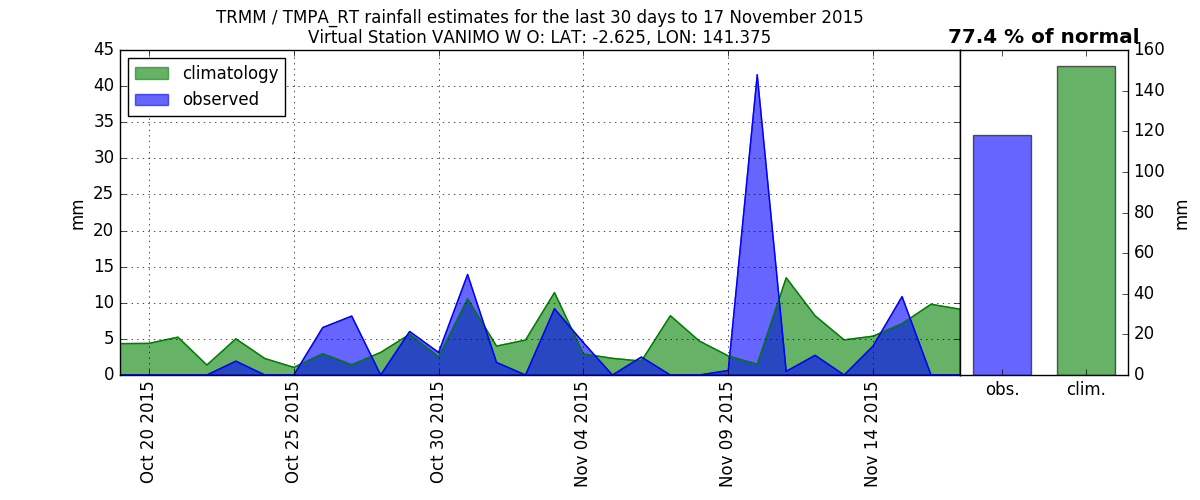 TRMM / TMPA_RT rainfall estimates for the last 30 days to 17 November 2015
Virtual Station VANIMO W O: LAT: -2.625, LON: 141.375
77.4 % of normal
climatology
observed
45
40
35
30
25
20
15
10
5
0
mm
Oct 20 2015
Oct 25 2015
Oct 30 2015
Nov 04 2015
Nov 09 2015
Nov 14 2015
160
140
120
100
80
60
40
20
0
mm
obs.
clim.